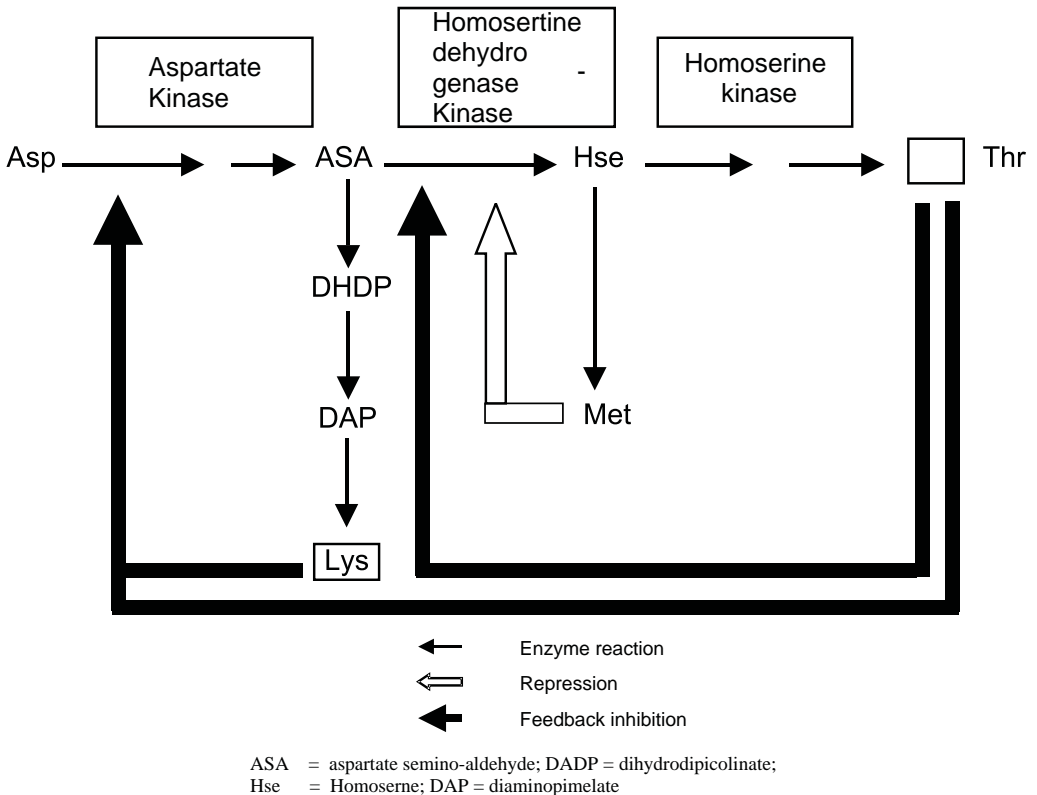 Aspartate
Kinase
Homosertine
dehydro
genase -
Kinase
Homoserine
kinase
Asp ASA Hse Thr
DHDP
DAP Met
Lys
Enzyme reaction
Repression
Feedback inhibition
ASA = aspartate semino-aldehyde; DADP = dihydrodipicolinate;
Hse = Homoserne; DAP = diaminopimelate